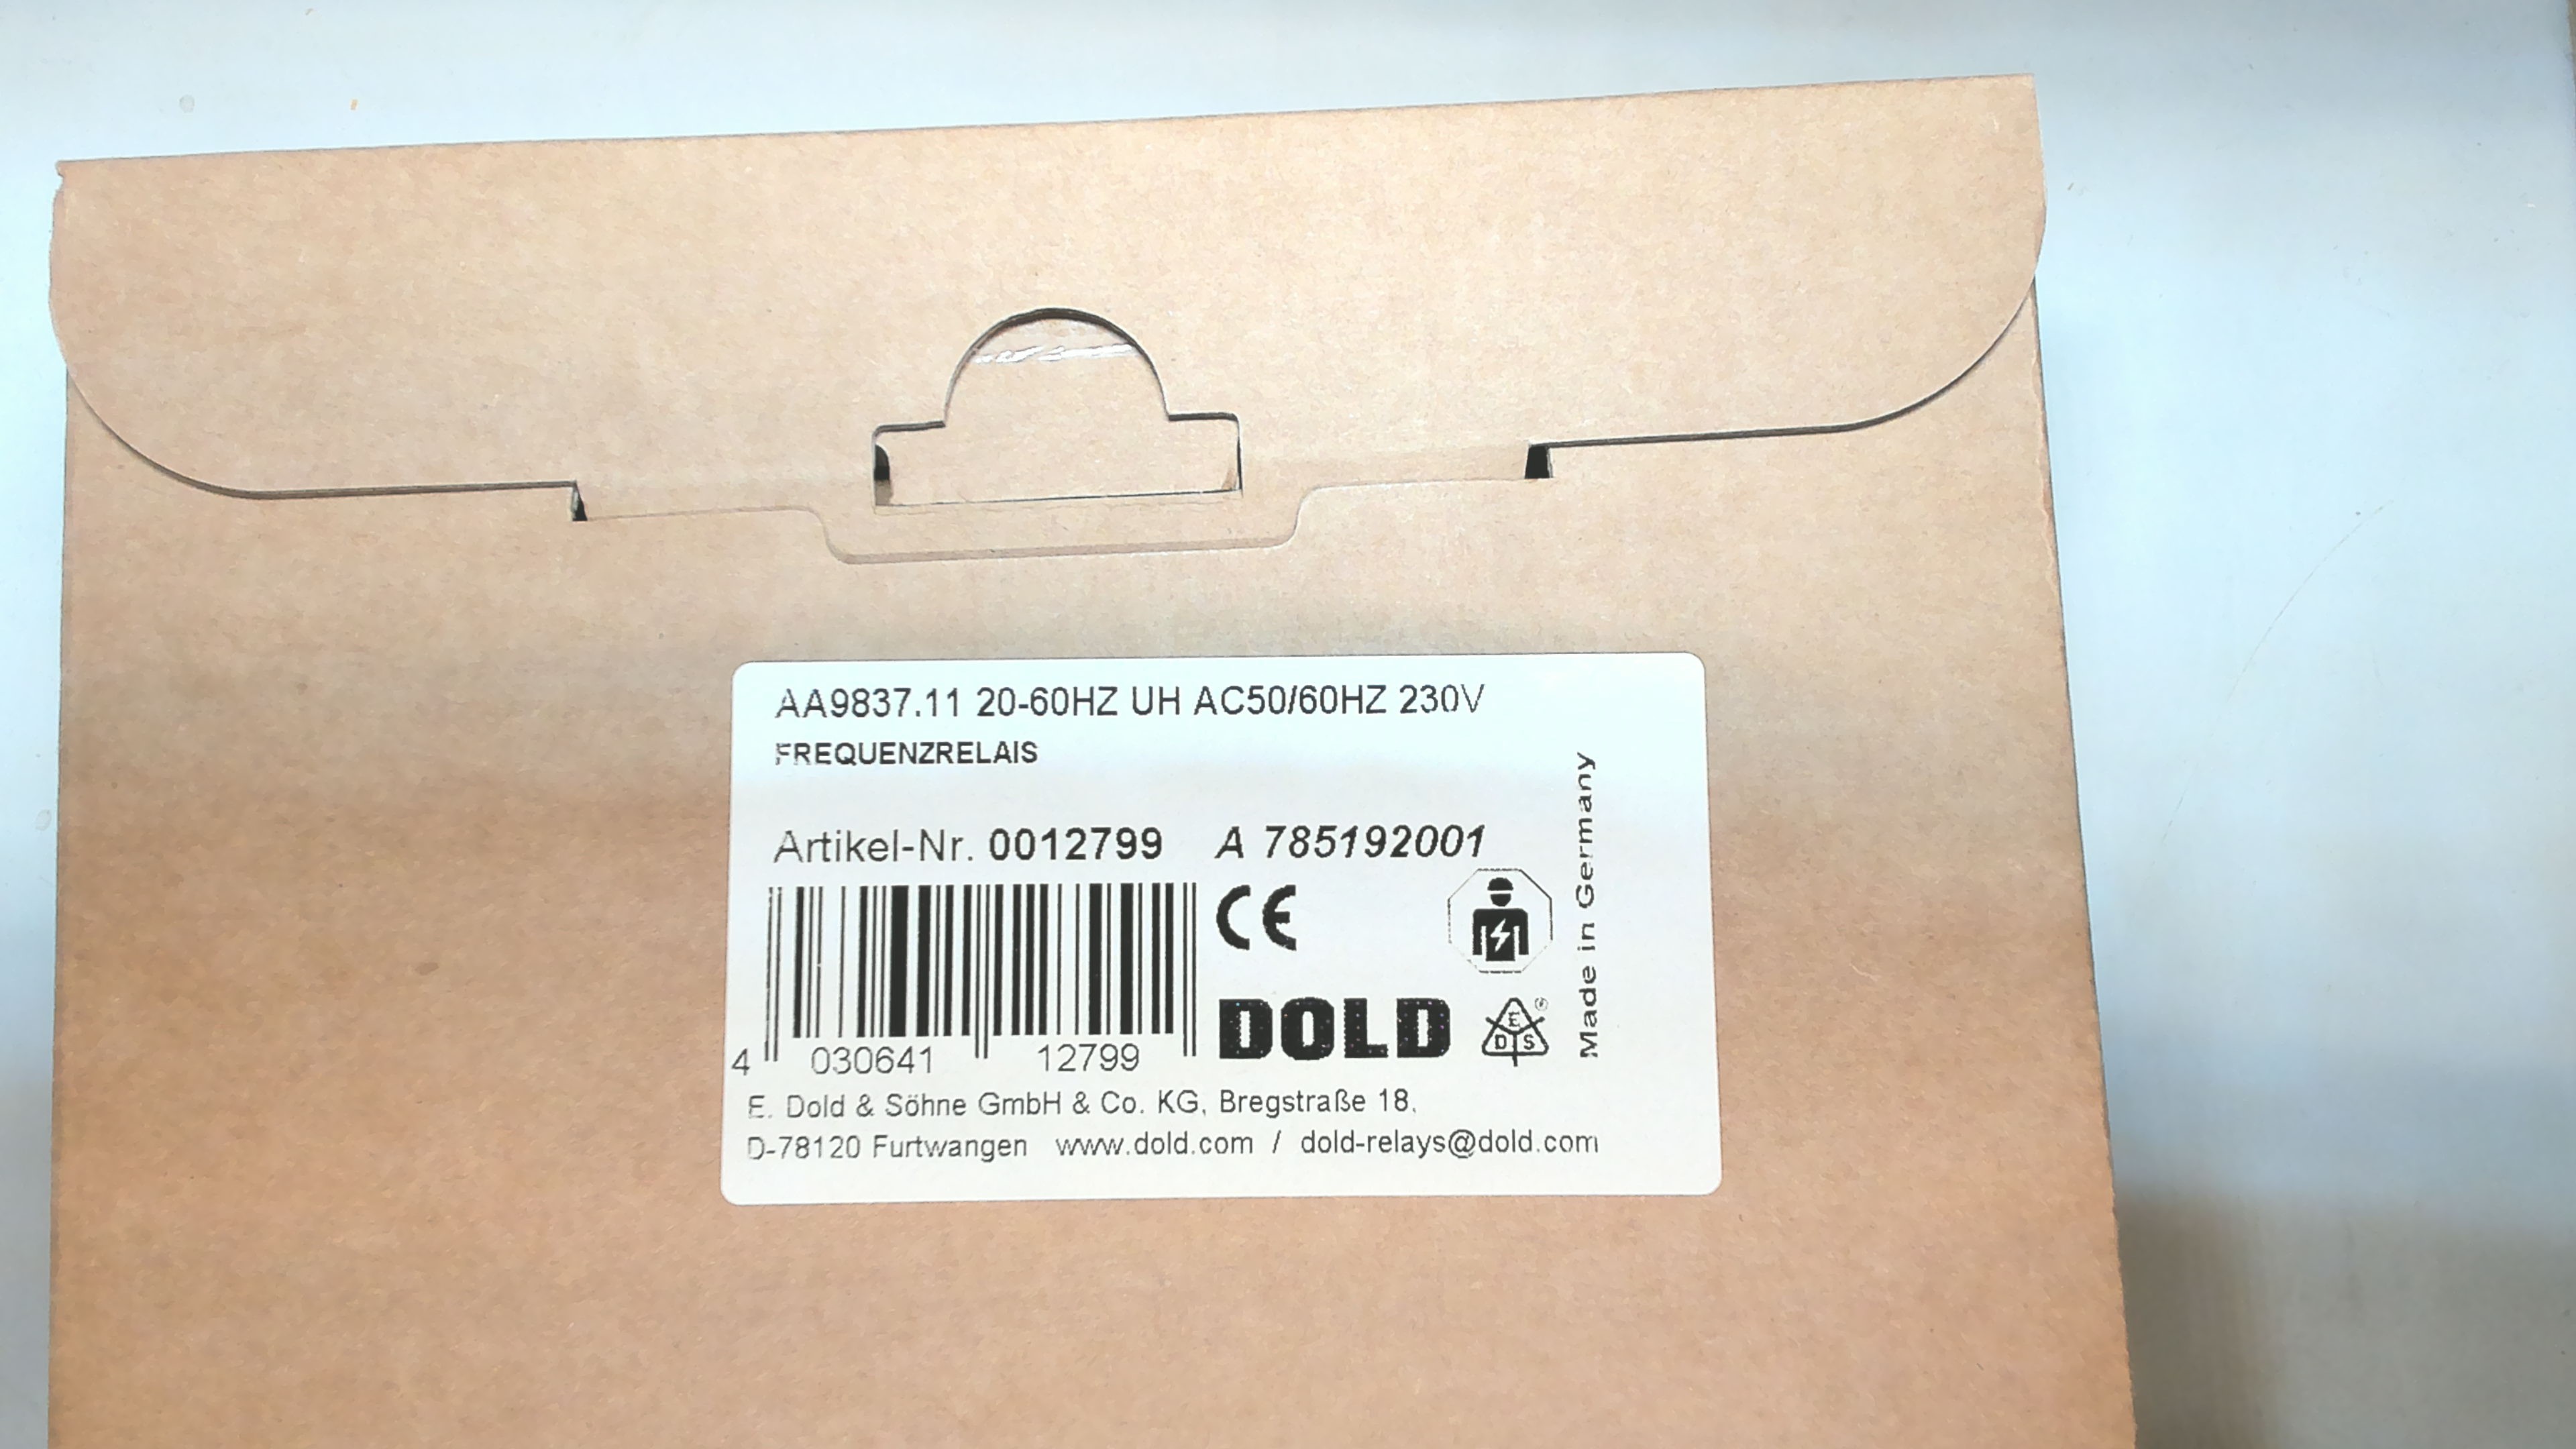 AA9837.11 20-60HZ UH AC50/60HZ 230V
FREQUENZRELAIS
Artikel-Nr. 0012799 A 785192001
CE
Made in Germany
4 030641 12799
DOLD
E D S ®
E. Dold & Söhne GmbH & Co. KG, Bregstraße 18,
D-78120 Furtwangen www.dold.com / dold-relays@dold.com